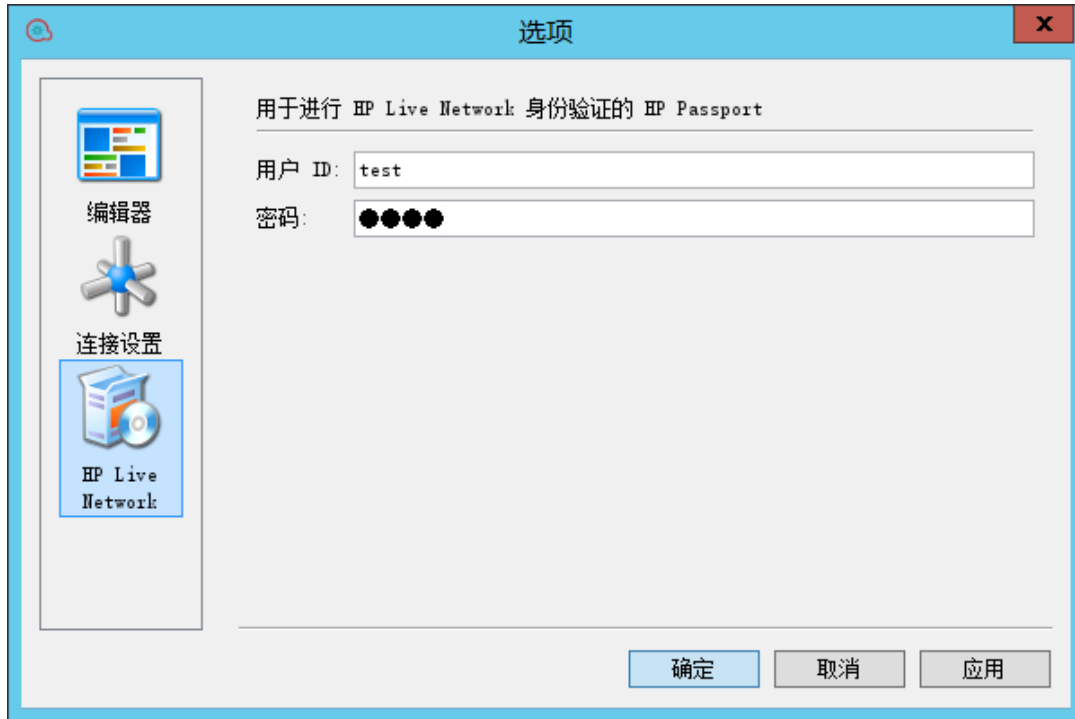 选项
编辑器
连接设置
HP Live
Network
用于进行 HP Live Network 身份验证的 HP Passport
用户 ID: test
密码: ●●●●
确定 取消 应用